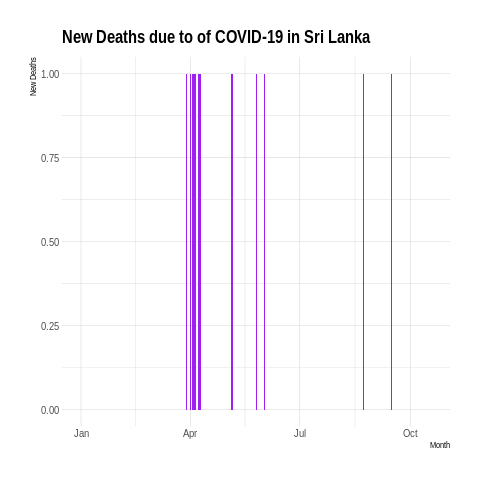 New Deaths due to of COVID-19 in Sri Lanka
New Deaths
1.00
0.75
0.50
0.25
0.00
Jan Apr Jul Oct
Month